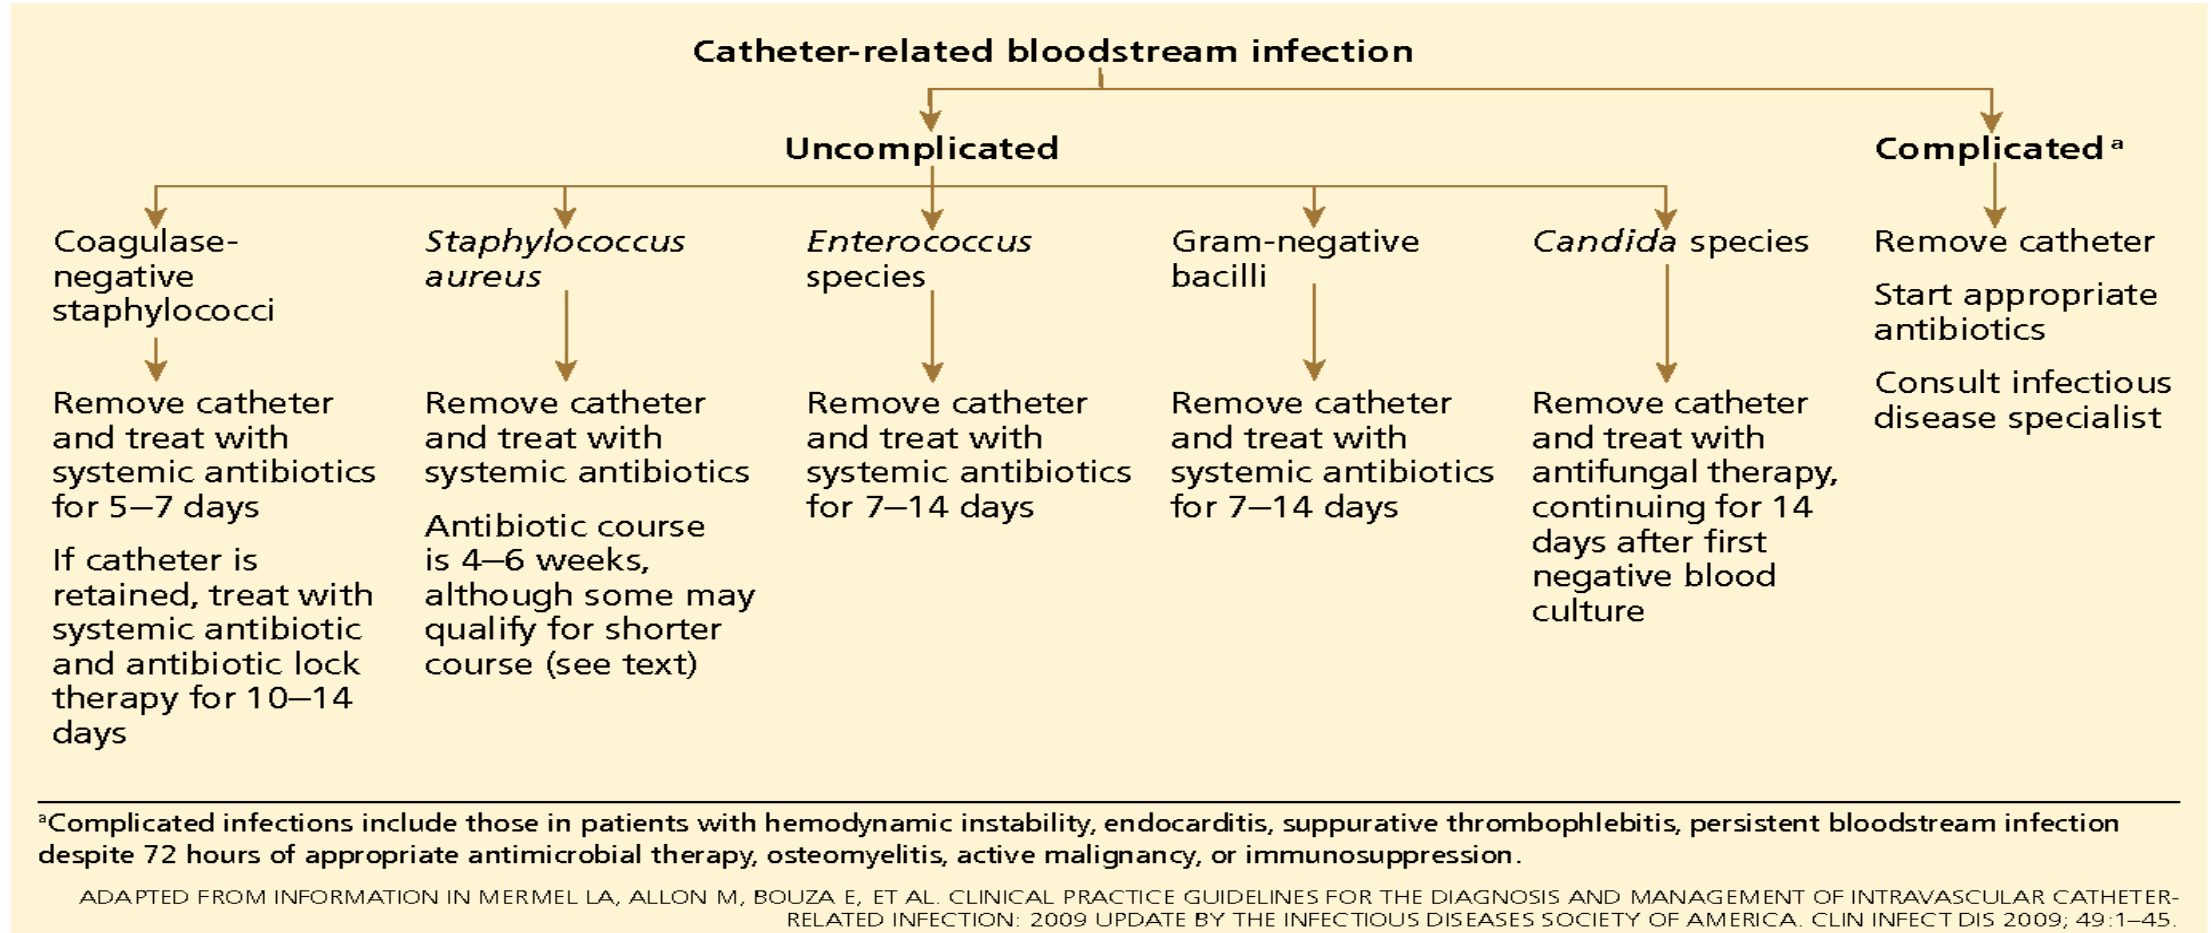 Catheter-related bloodstream infection
Uncomplicated
Complicated a
Coagulase-
negative
staphylococci
Remove catheter
and treat with
systemic antibiotics
for 5–7 days
If catheter is
retained, treat with
systemic antibiotic
and antibiotic lock
therapy for 10–14
days
Staphylococcus
aureus
Remove catheter
and treat with
systemic antibiotics
Antibiotic course
is 4–6 weeks,
although some may
qualify for shorter
course (see text)
Enterococcus
species
Remove catheter
and treat with
systemic antibiotics
for 7–14 days
Gram-negative
bacilli
Remove catheter
and treat with
systemic antibiotics
for 7–14 days
Candida species
Remove catheter
and treat with
antifungal therapy,
continuing for 14
days after first
negative blood
culture
Remove catheter
Start appropriate
antibiotics
Consult infectious
disease specialist
aComplicated infections include those in patients with hemodynamic instability, endocarditis, suppurative thrombophlebitis, persistent bloodstream infection
despite 72 hours of appropriate antimicrobial therapy, osteomyelitis, active malignancy, or immunosuppression.
ADAPTED FROM INFORMATION IN MERMEL LA, ALLON M, BOUZA E, ET AL. CLINICAL PRACTICE GUIDELINES FOR THE DIAGNOSIS AND MANAGEMENT OF INTRAVASCULAR CATHETER-
RELATED INFECTION: 2009 UPDATE BY THE INFECTIOUS DISEASES SOCIETY OF AMERICA. CLIN INFECT DIS 2009; 49:1–45.